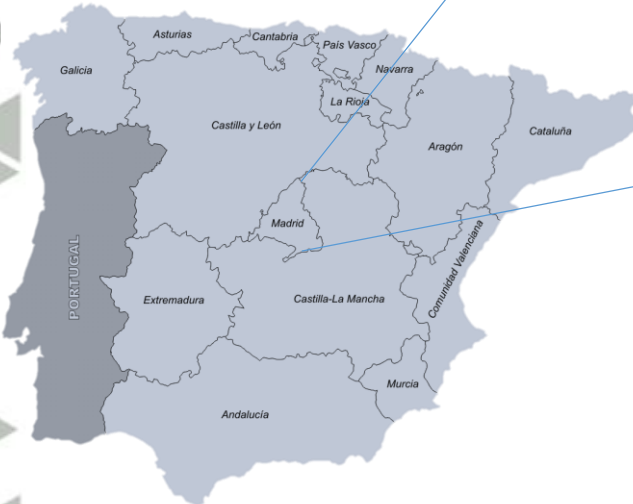 Asturias
Cantabria
País Vasco
Navarra
Galicia
La Rioja
Castilla y León
Aragón
Cataluña
Madrid
Comunidad Valenciana
PORTUGAL
Extremadura
Castilla-La Mancha
Murcia
Andalucía